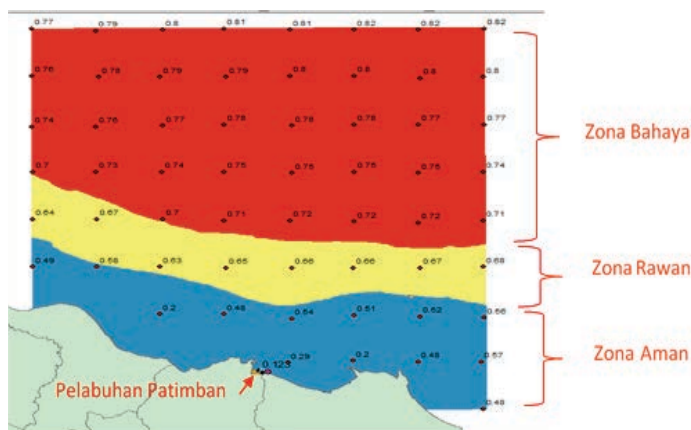 0.77 0.79 0.8 0.81 0.81 0.82 0.82 0.82
0.76 0.78 0.79 0.79 0.8 0.8 0.8 0.8
Zona Bahaya
0.74 0.76 0.77 0.78 0.78 0.78 0.77 0.77
0.7 0.73 0.74 0.75 0.75 0.75 0.75 0.74
0.64 0.67 0.7 0.71 0.72 0.72 0.72 0.71
0.49 0.58 0.63 0.65 0.66 0.66 0.67 0.68
Zona Rawan
0.2 0.48 0.54 0.51 0.52 0.56
Zona Aman
0.123 0.29 0.2 0.48 0.57
Pelabuhan Patimban
0.48